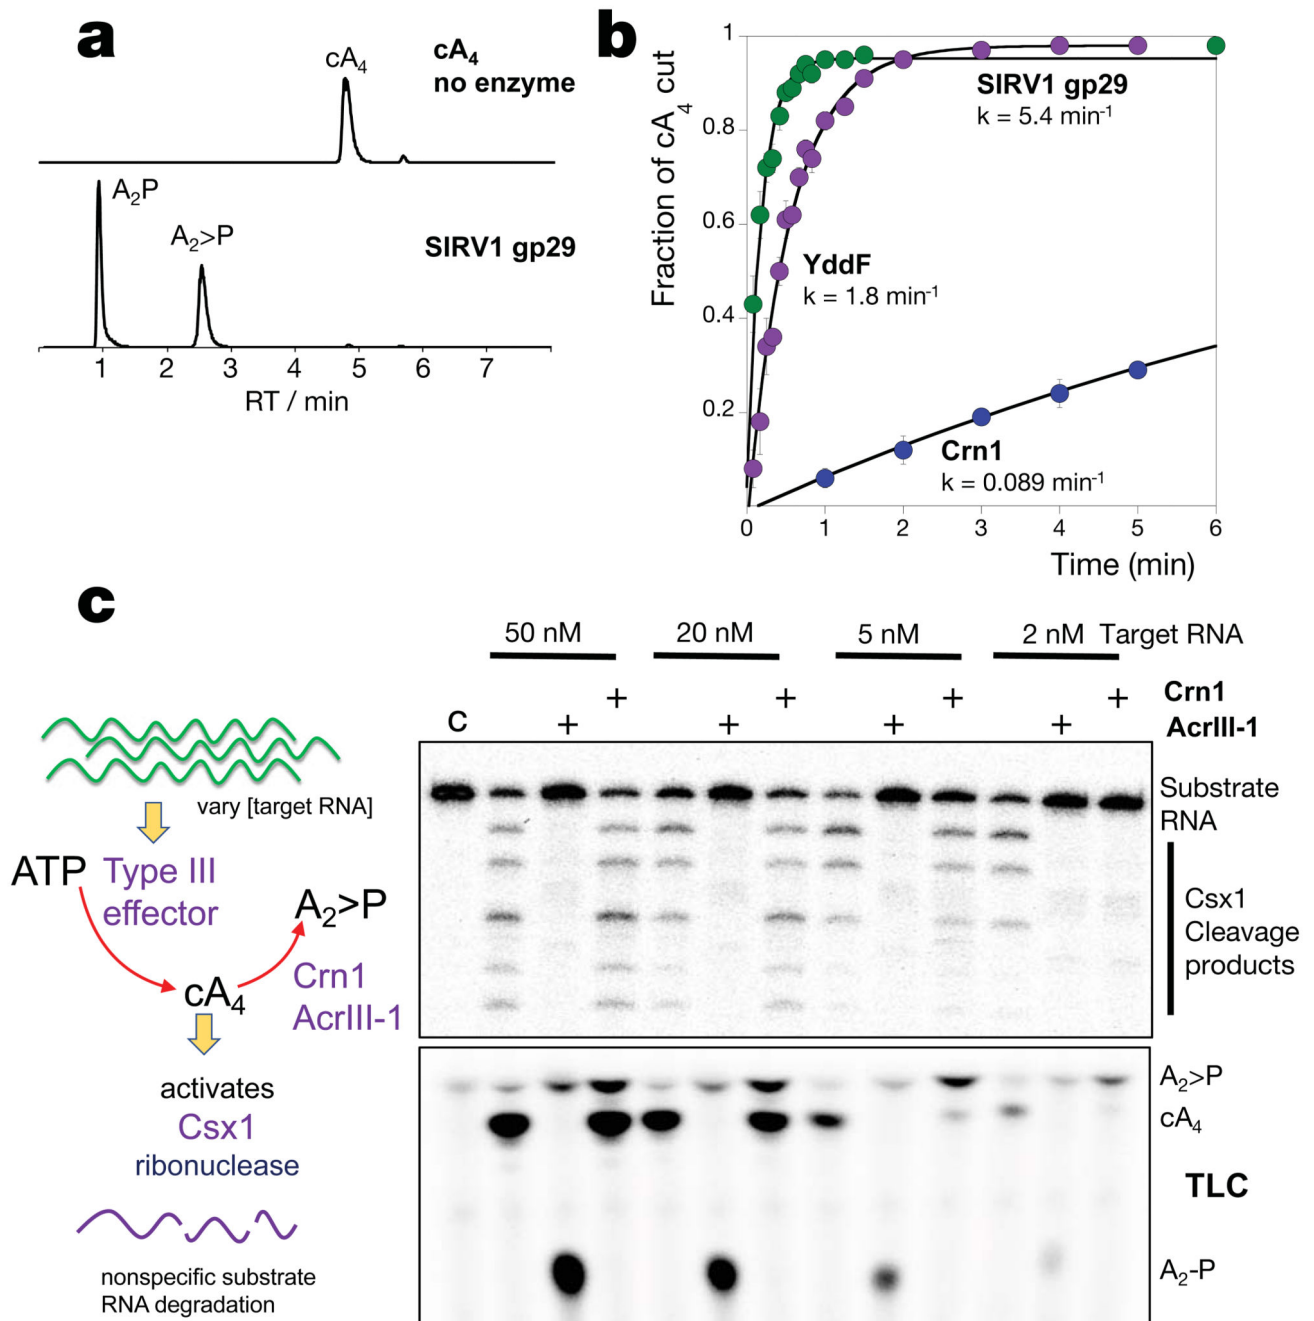 a
cA4
cA4
no enzyme
A2P
A2>P
SIRV1 gp29
1 2 3 4 5 6 7
RT / min
b
Fraction of cA4 cut
1
0.8
0.6
0.4
0.2
SIRV1 gp29
k = 5.4 min-1
YddF
k = 1.8 min-1
Crn1
k = 0.089 min-1
0 1 2 3 4 5 6
Time (min)
c
vary [target RNA]
ATP
Type III
effector
A2>P
cA4
Crn1
AcrIII-1
activates
Csx1
ribonuclease
nonspecific substrate
RNA degradation
50 nM 20 nM 5 nM 2 nM Target RNA
+ + + + Crn1
C + + + + AcrIII-1
Substrate
RNA
Csx1
Cleavage
products
A2>P
cA4
TLC
A2-P